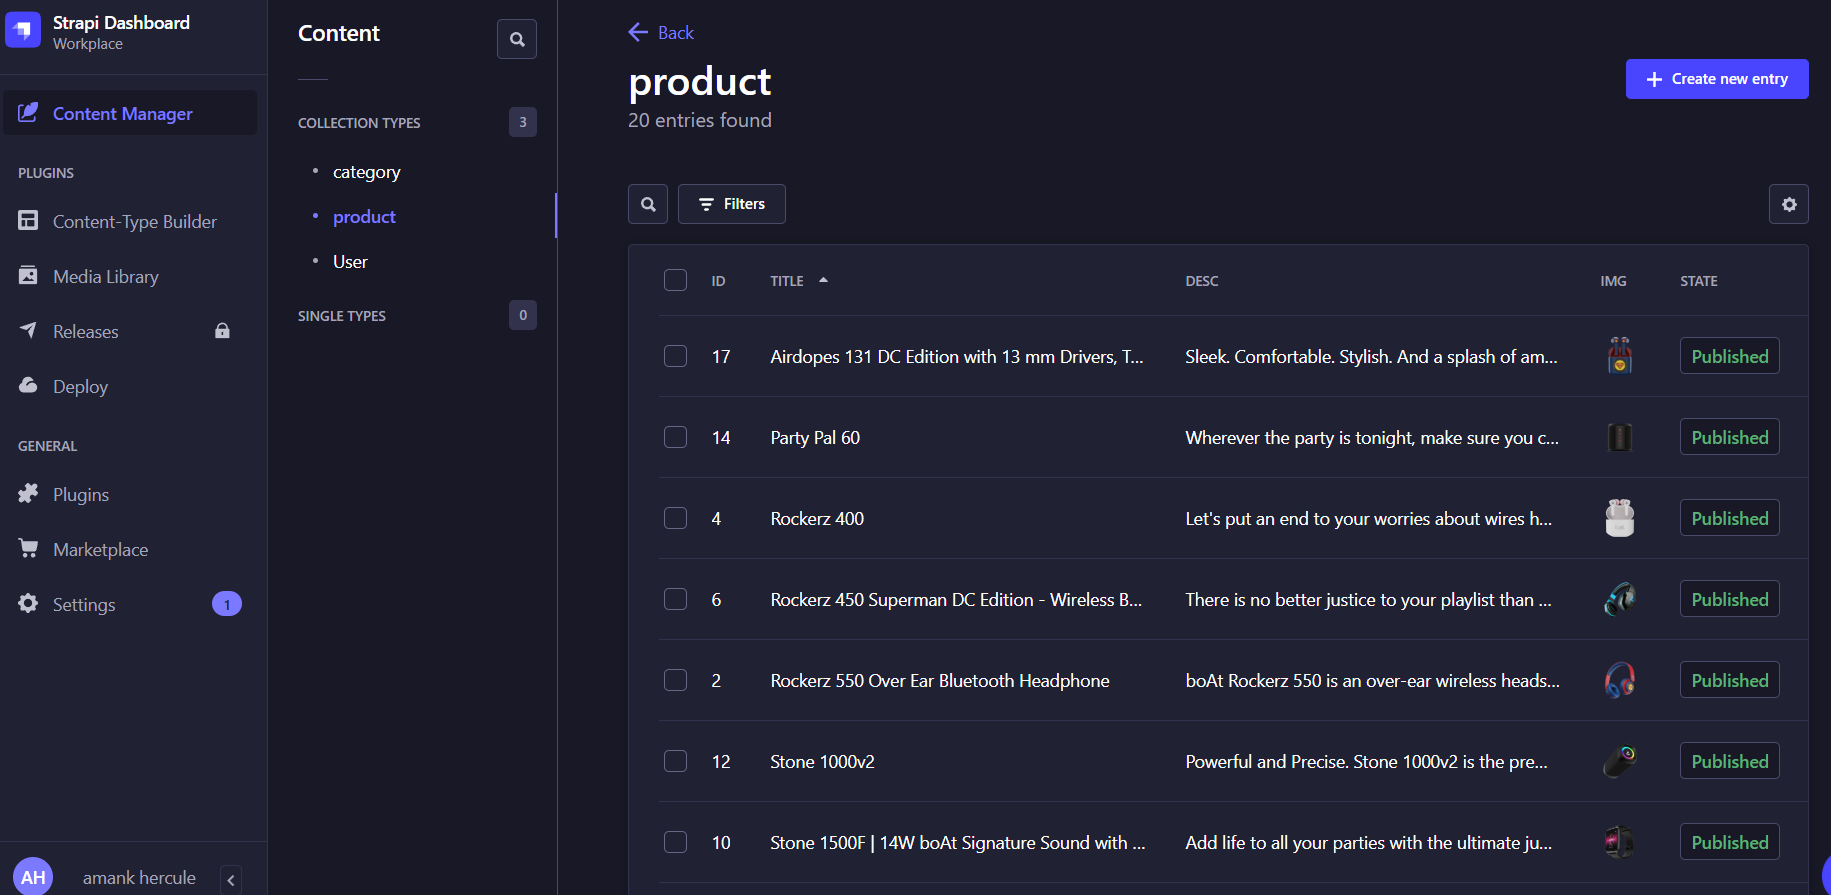 Strapi Dashboard
Workplace
Content Manager
PLUGINS
Content-Type Builder
Media Library
Releases
Deploy
GENERAL
Plugins
Marketplace
Settings
1
AH
amank hercule
Content
COLLECTION TYPES
3
category
product
User
SINGLE TYPES
0
Back
product
20 entries found
Create new entry
Filters
ID TITLE DESC IMG STATE
17 Airdopes 131 DC Edition with 13 mm Drivers, T... Sleek. Comfortable. Stylish. And a splash of am... Published
14 Party Pal 60 Wherever the party is tonight, make sure you c... Published
4 Rockerz 400 Let's put an end to your worries about wires h... Published
6 Rockerz 450 Superman DC Edition - Wireless B... There is no better justice to your playlist than ... Published
2 Rockerz 550 Over Ear Bluetooth Headphone boAt Rockerz 550 is an over-ear wireless heads... Published
12 Stone 1000v2 Powerful and Precise. Stone 1000v2 is the pre... Published
10 Stone 1500F | 14W boAt Signature Sound with ... Add life to all your parties with the ultimate ju... Published